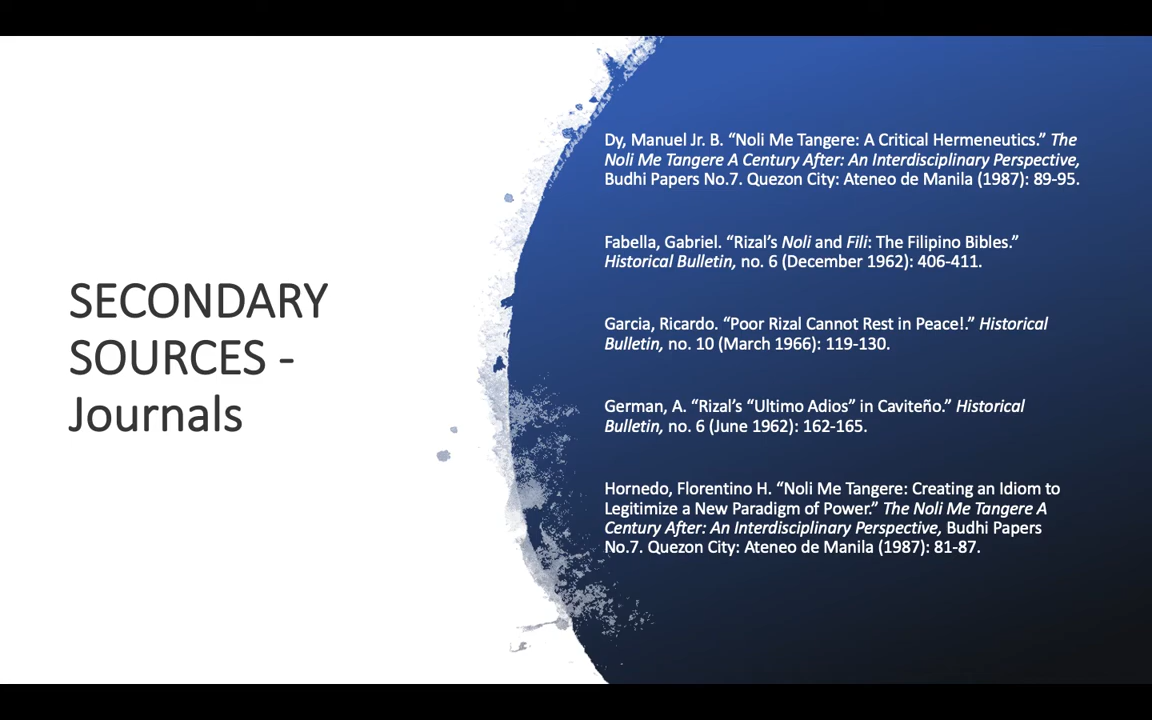 SECONDARY
SOURCES -
Journals
Dy, Manuel Jr. B. “Noli Me Tangere: A Critical Hermeneutics.” The
Noli Me Tangere A Century After: An Interdisciplinary Perspective,
Budhi Papers No.7. Quezon City: Ateneo de Manila (1987): 89-95.
Fabella, Gabriel. “Rizal’s Noli and Fili: The Filipino Bibles.”
Historical Bulletin, no. 6 (December 1962): 406-411.
Garcia, Ricardo. “Poor Rizal Cannot Rest in Peace!.” Historical
Bulletin, no. 10 (March 1966): 119-130.
German, A. “Rizal’s “Ultimo Adios” in Caviteño.” Historical
Bulletin, no. 6 (June 1962): 162-165.
Hornedo, Florentino H. “Noli Me Tangere: Creating an Idiom to
Legitimize a New Paradigm of Power.” The Noli Me Tangere A
Century After: An Interdisciplinary Perspective, Budhi Papers
No.7. Quezon City: Ateneo de Manila (1987): 81-87.